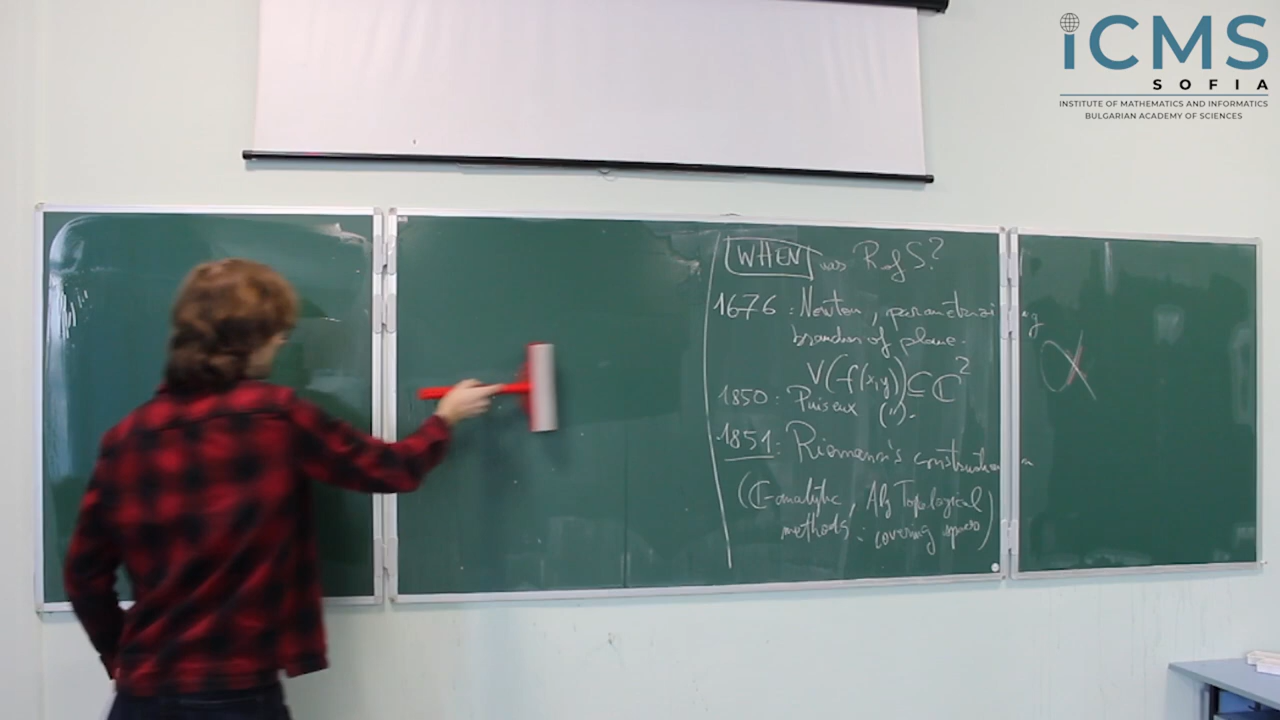 iCMS
SOFIA
INSTITUTE OF MATHEMATICS AND INFORMATICS
BULGARIAN ACADEMY OF SCIENCES
WHEN was R of S?
1676 : Newton, parametrizing
branches of plane.
V(f(x,y)) ⊆ ℂ²
1850 : Puiseux (").
1851 : Riemann's construction
(ℂ-analytic, Alg Topological
methods: covering spaces)
α